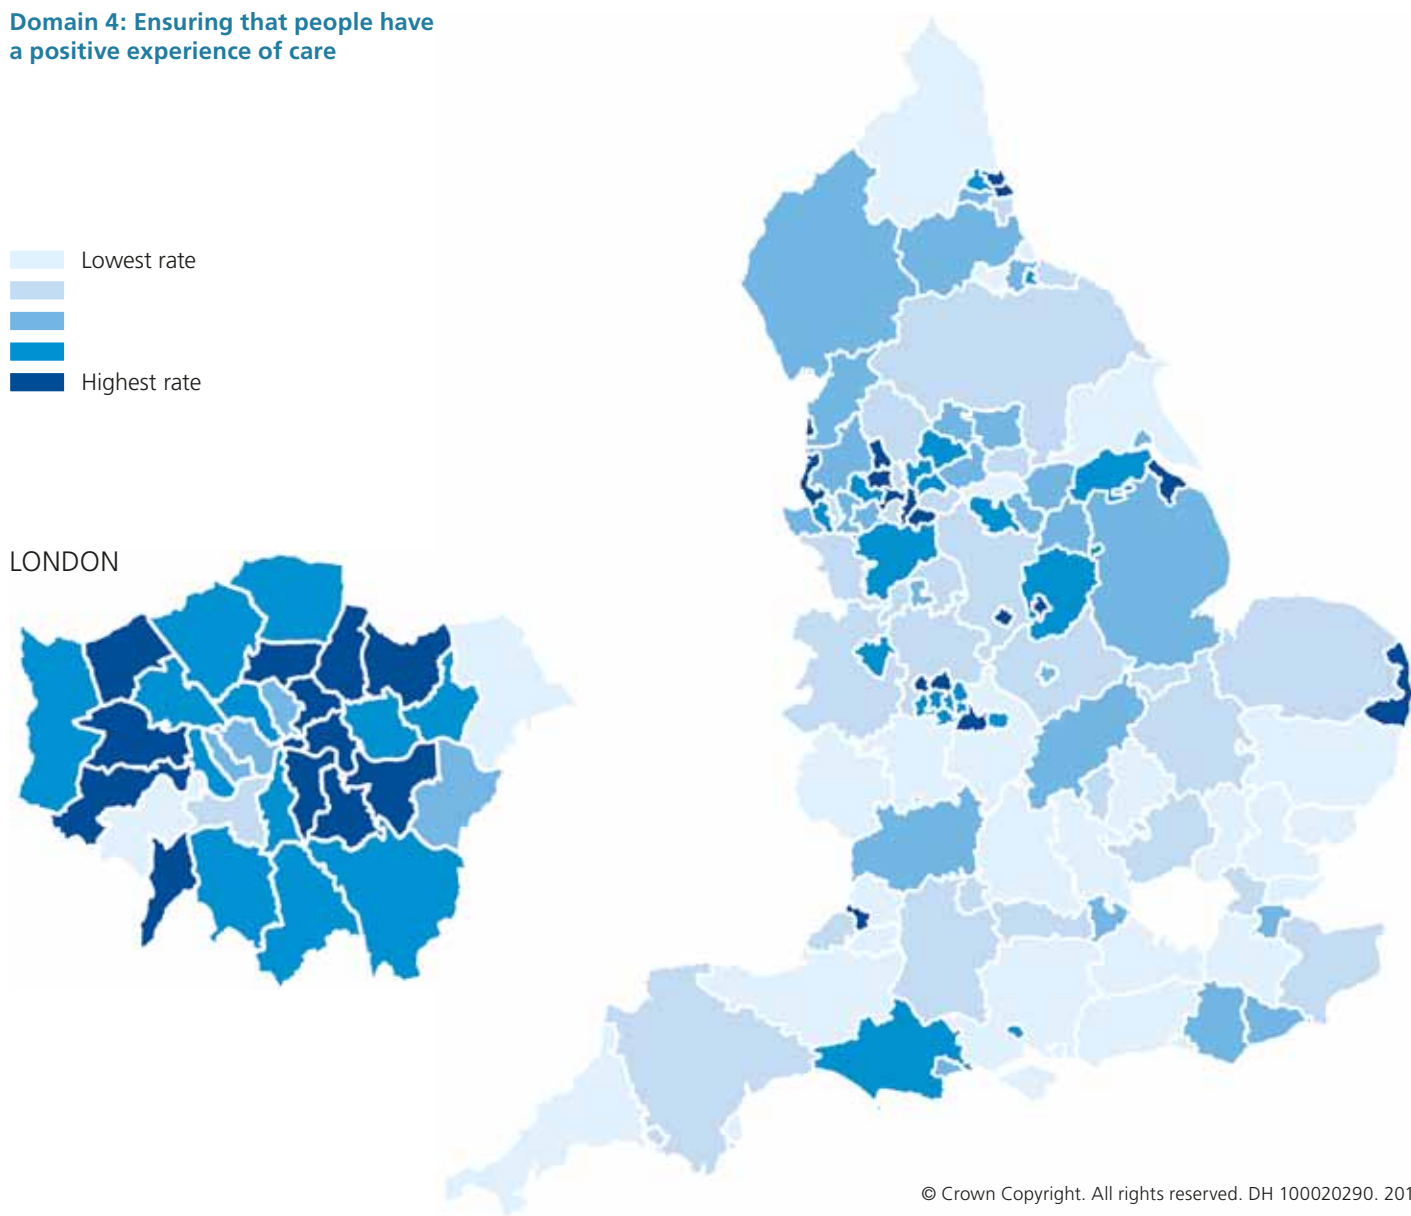 Domain 4: Ensuring that people have
a positive experience of care
Lowest rate
Highest rate
LONDON
© Crown Copyright. All rights reserved. DH 100020290. 201